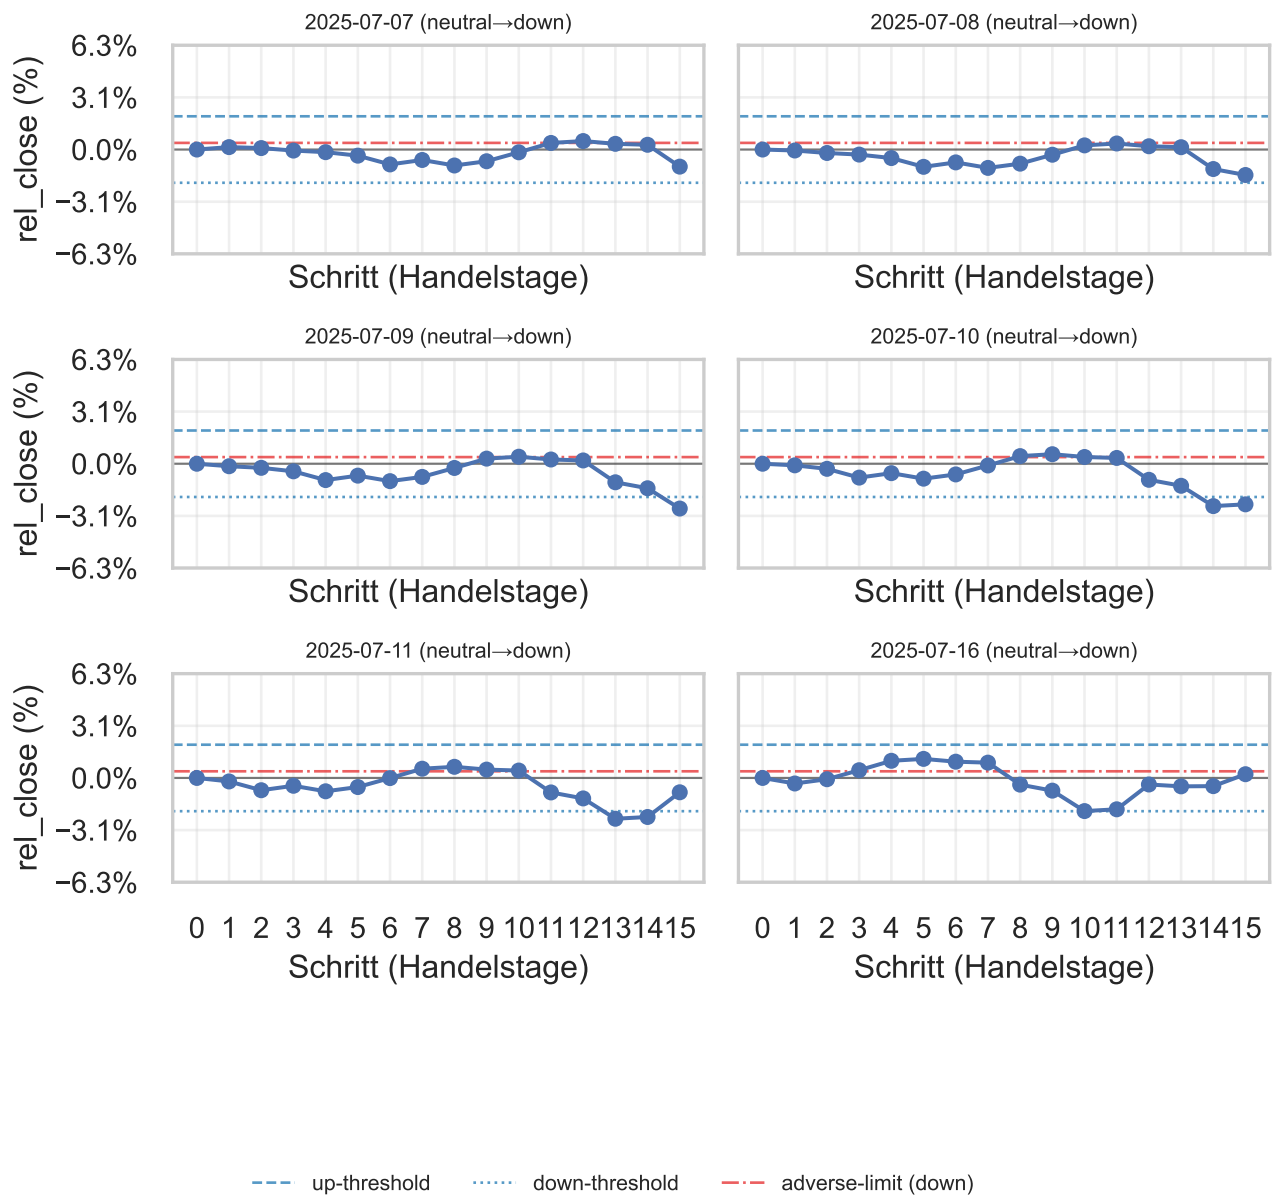 2025-07-07 (neutral→down)
2025-07-08 (neutral→down)
6.3%
3.1%
0.0%
−3.1%
−6.3%
rel_close (%)
Schritt (Handelstage)
Schritt (Handelstage)
2025-07-09 (neutral→down)
2025-07-10 (neutral→down)
6.3%
3.1%
0.0%
−3.1%
−6.3%
rel_close (%)
Schritt (Handelstage)
Schritt (Handelstage)
2025-07-11 (neutral→down)
2025-07-16 (neutral→down)
6.3%
3.1%
0.0%
−3.1%
−6.3%
rel_close (%)
0 1 2 3 4 5 6 7 8 9 10 11 12 13 14 15
0 1 2 3 4 5 6 7 8 9 10 11 12 13 14 15
Schritt (Handelstage)
Schritt (Handelstage)
up-threshold
down-threshold
adverse-limit (down)